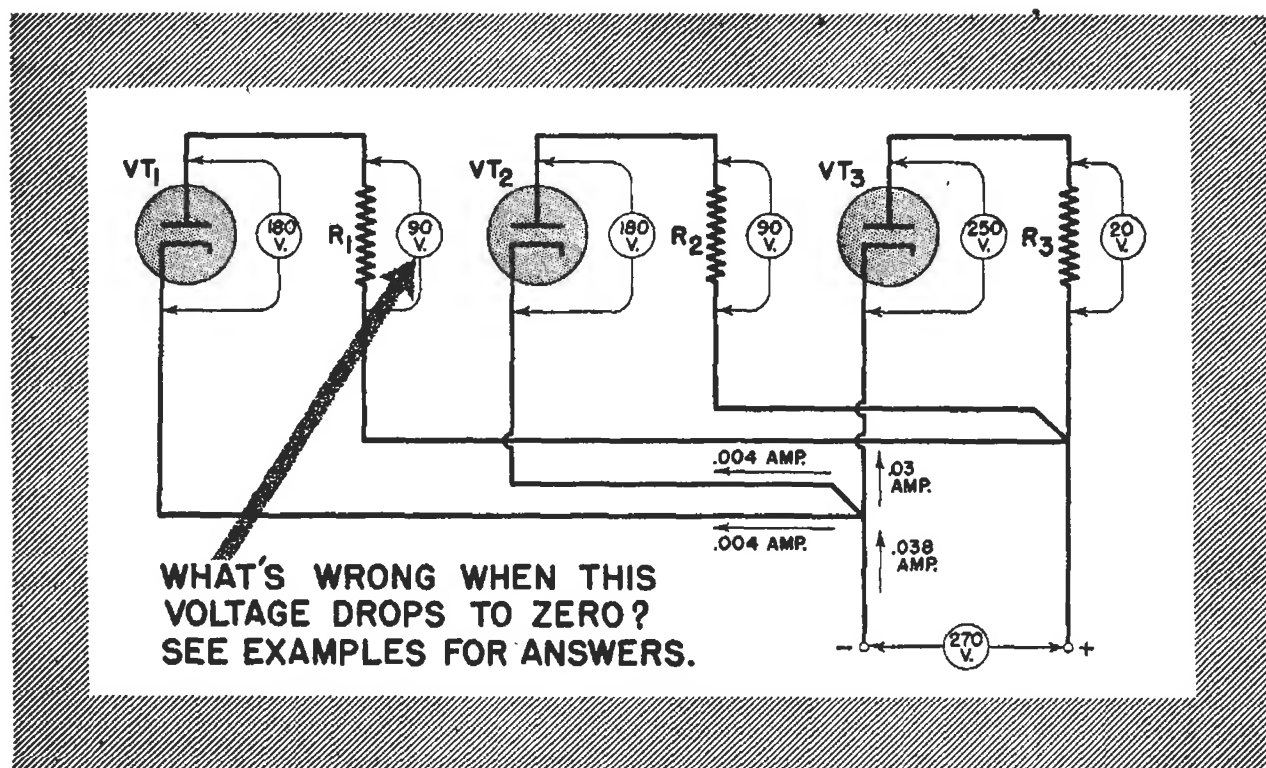 VT1
180 V.
R1
90 V.
VT2
180 V.
R2
90 V.
VT3
250 V.
R3
20 V.
.004 AMP.
.03
AMP.
.004 AMP.
.038
AMP.
WHAT'S WRONG WHEN THIS
VOLTAGE DROPS TO ZERO?
SEE EXAMPLES FOR ANSWERS.
- 270 V. +